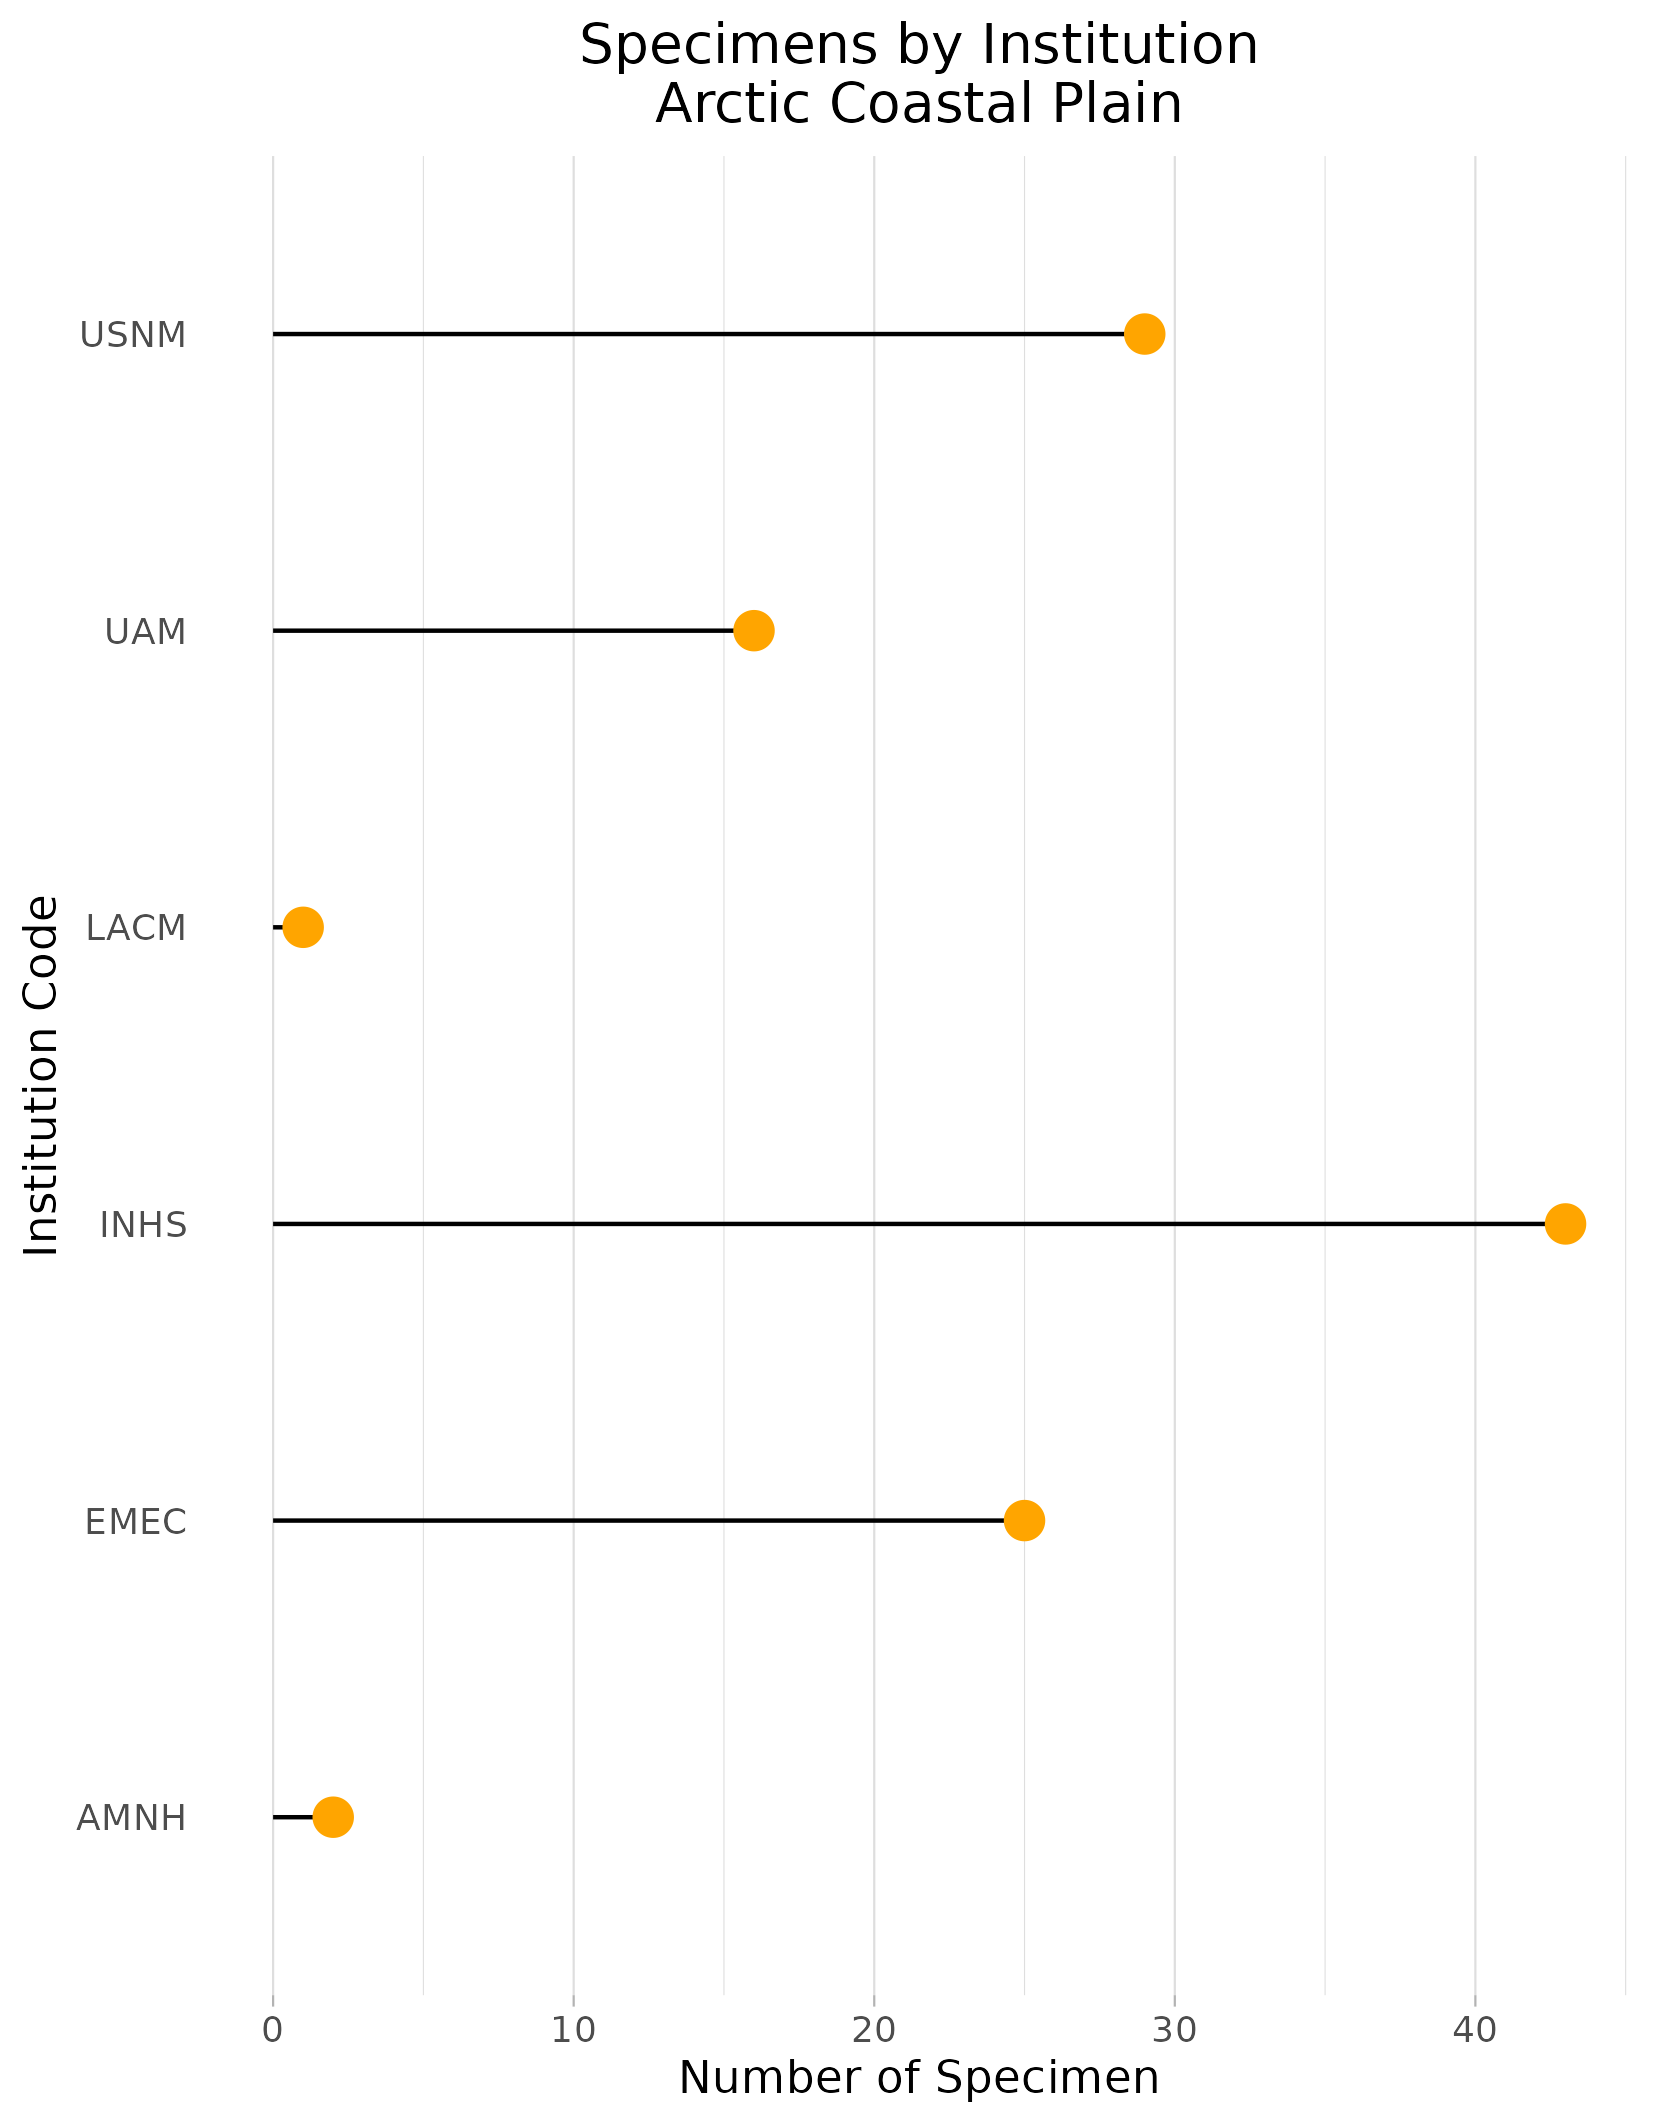 Specimens by Institution
Arctic Coastal Plain
Institution Code
USNM
UAM
LACM
INHS
EMEC
AMNH
0 10 20 30 40
Number of Specimen